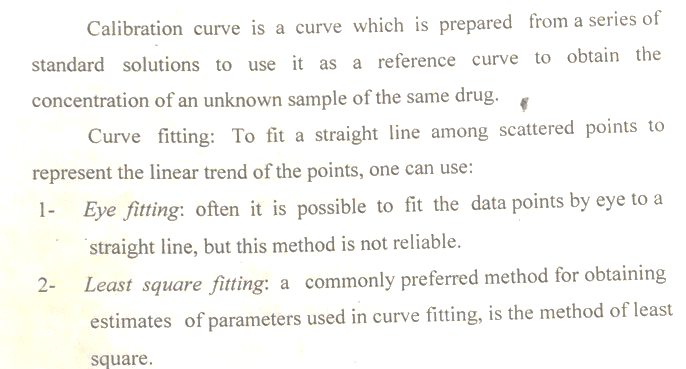 Calibration curve is a curve which is prepared from a series of
standard solutions to use it as a reference curve to obtain the
concentration of an unknown sample of the same drug.
Curve fitting: To fit a straight line among scattered points to
represent the linear trend of the points, one can use:
1- Eye fitting: often it is possible to fit the data points by eye to a
straight line, but this method is not reliable.
2- Least square fitting: a commonly preferred method for obtaining
estimates of parameters used in curve fitting, is the method of least
square.